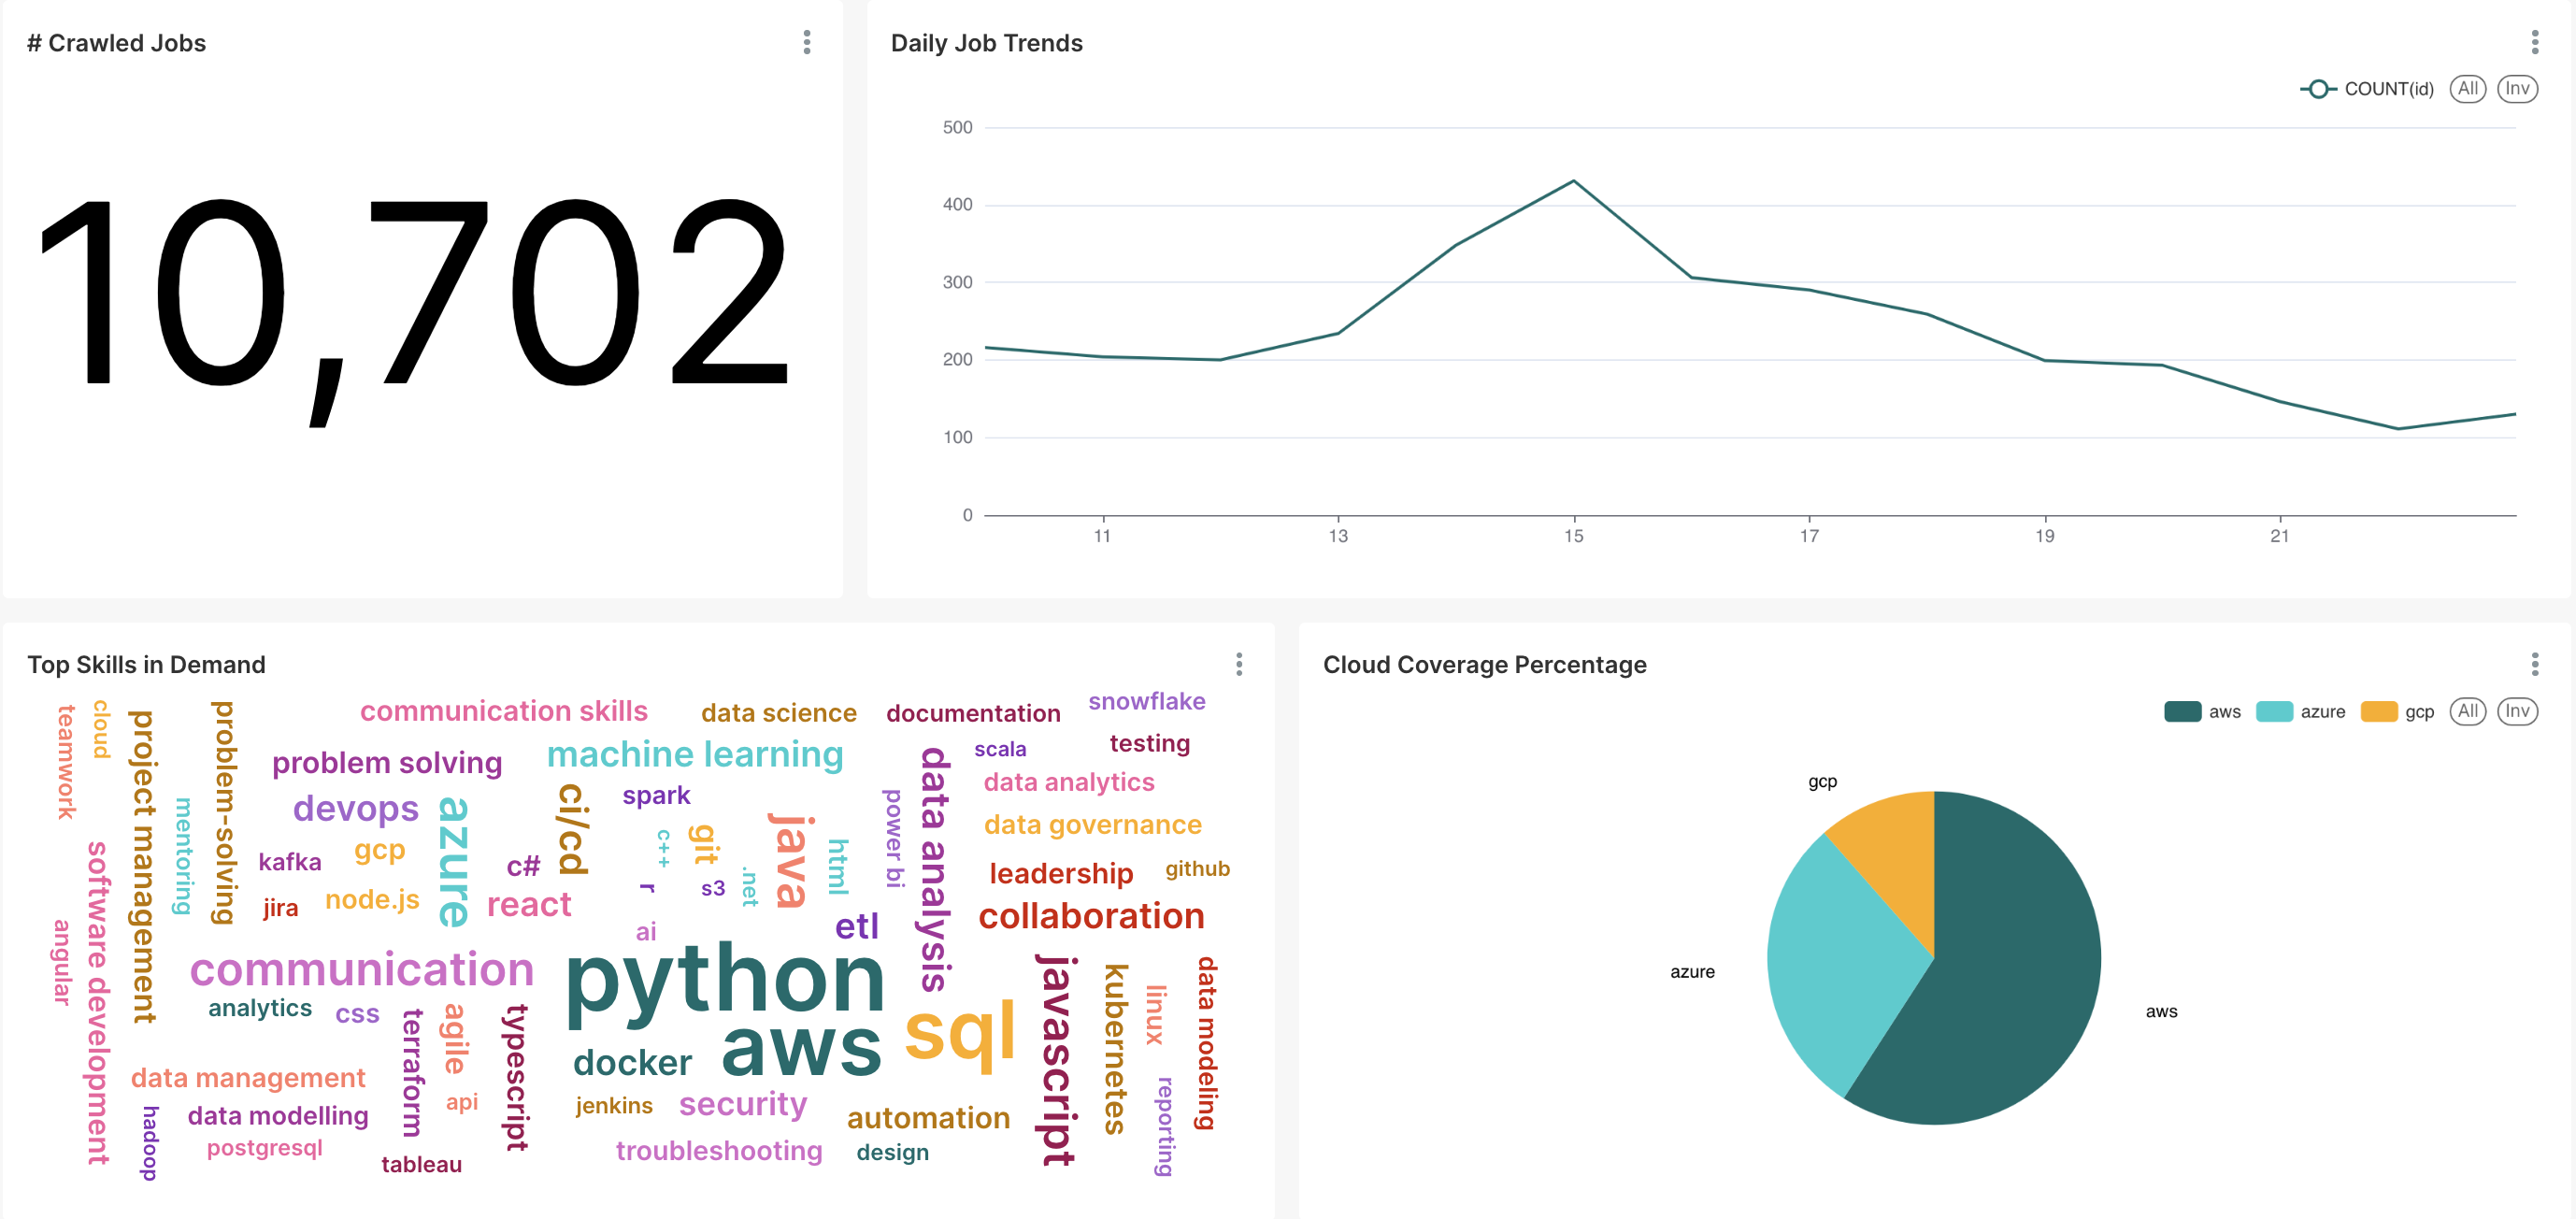 # Crawled Jobs
10,702
Daily Job Trends
COUNT(id) All Inv
500
400
300
200
100
0
11 13 15 17 19 21
Top Skills in Demand
teamwork
cloud
project management
problem-solving
communication skills
data science
documentation
snowflake
problem solving
machine learning
scala
testing
data analysis
data analytics
mentoring
devops
azure
ci/cd
spark
power bi
data governance
software development
kafka
gcp
c#
c++
git
java
html
leadership
github
jira
node.js
react
r
s3
.net
collaboration
angular
ai
etl
communication
python
javascript
kubernetes
linux
data modeling
analytics
css
terraform
agile
typescript
docker
aws
sql
data management
hadoop
data modelling
api
jenkins
security
automation
reporting
postgresql
tableau
troubleshooting
design
Cloud Coverage Percentage
aws azure gcp All Inv
gcp
azure
aws